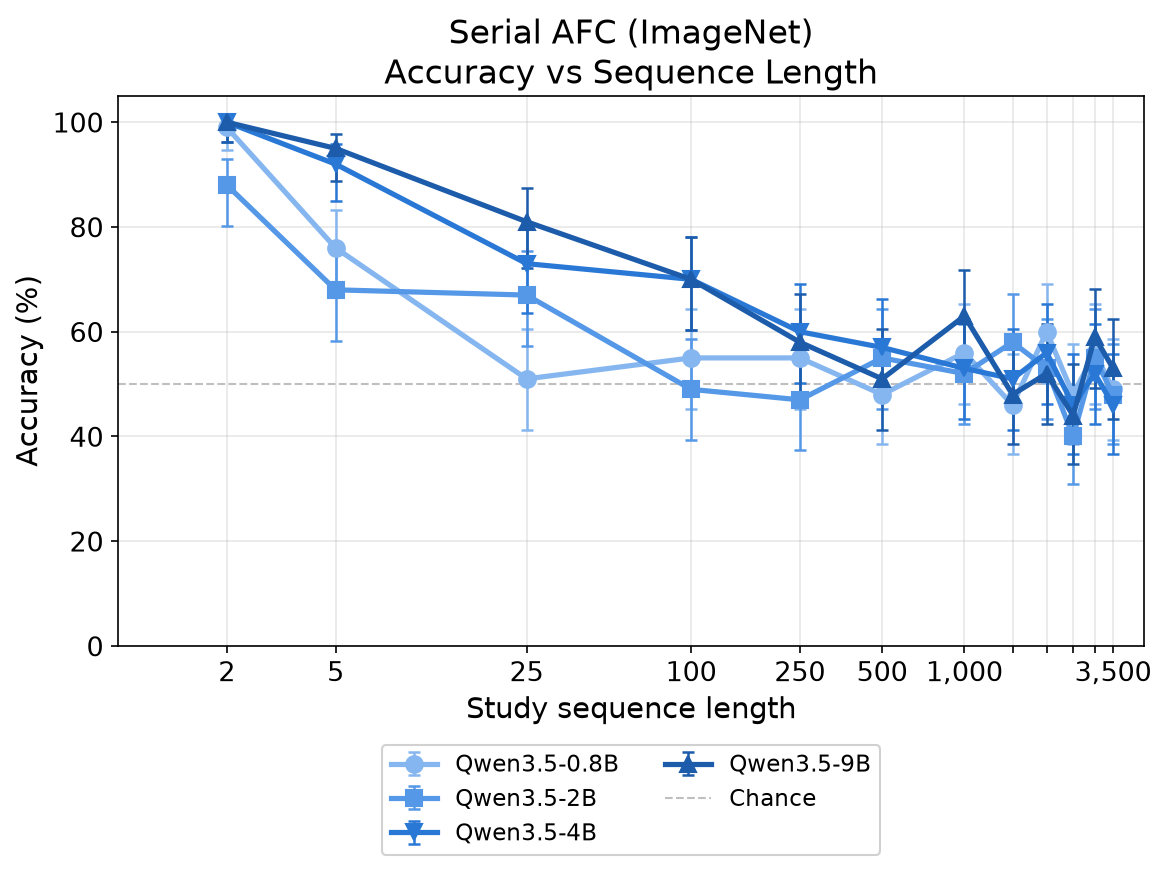 Serial AFC (ImageNet)
Accuracy vs Sequence Length
Accuracy (%)
100
80
60
40
20
0
2 5 25 100 250 500 1,000 3,500
Study sequence length
Qwen3.5-0.8B
Qwen3.5-2B
Qwen3.5-4B
Qwen3.5-9B
Chance